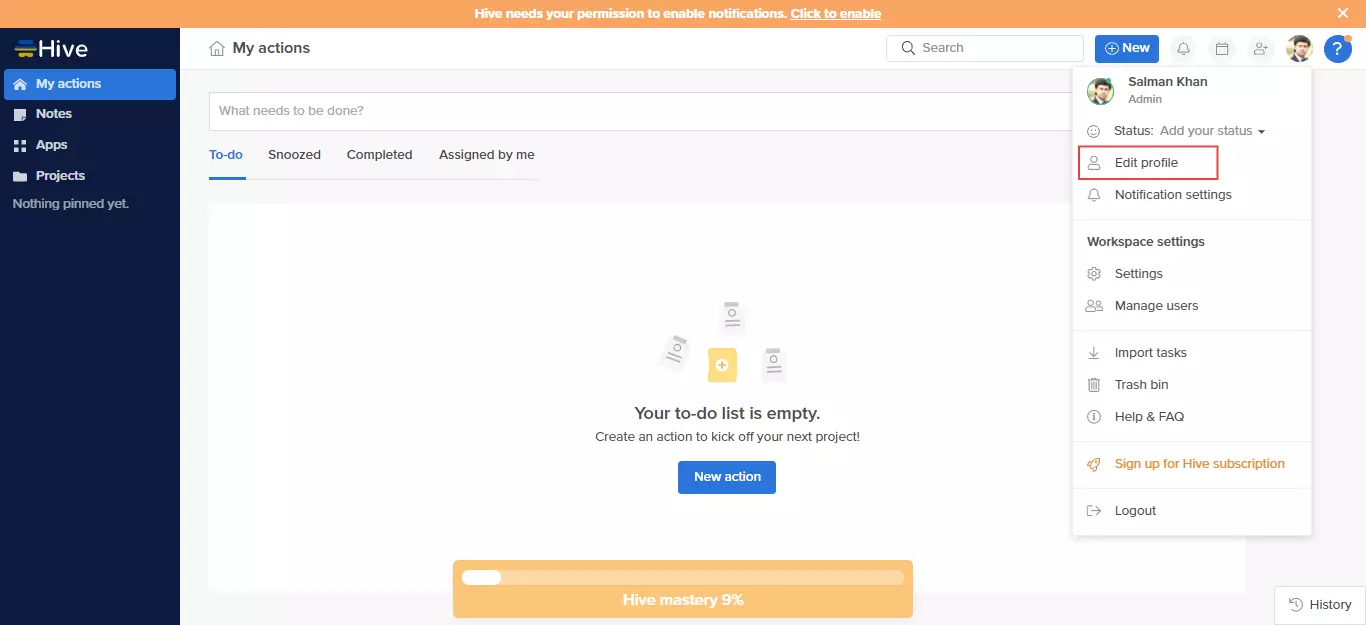 Hive needs your permission to enable notifications. Click to enable
Hive
My actions
Notes
Apps
Projects
Nothing pinned yet.
My actions
Search
New
?
What needs to be done?
To-do Snoozed Completed Assigned by me
Your to-do list is empty.
Create an action to kick off your next project!
New action
Hive mastery 9%
Salman Khan
Admin
Status: Add your status
Edit profile
Notification settings
Workspace settings
Settings
Manage users
Import tasks
Trash bin
Help & FAQ
Sign up for Hive subscription
Logout
History